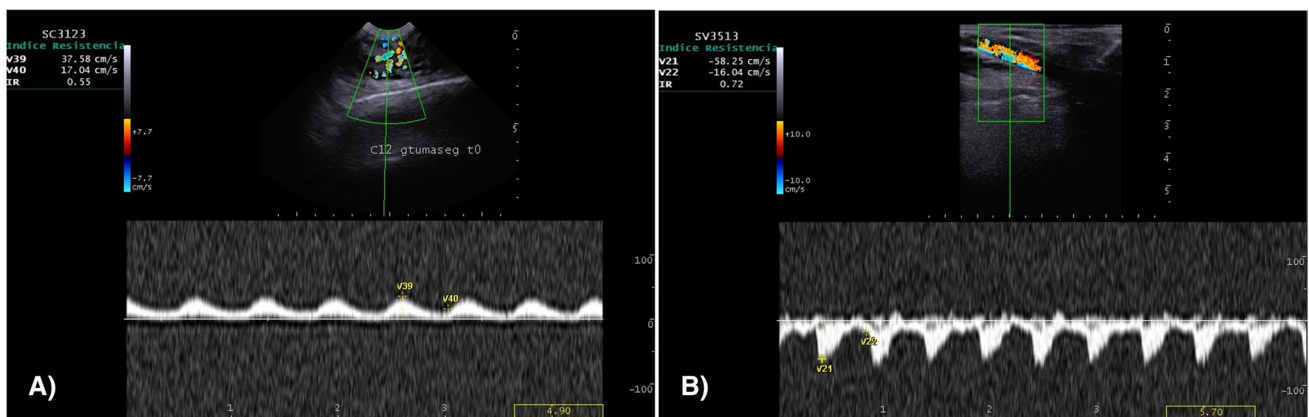 SC3123
Indice Resistencia
V39 37.58 cm/s
V40 17.04 cm/s
IR 0.55
+7.7
-7.7
cm/s
0
5
C12 gtumaseg t0
V39
V40
100
0
-100
1
2
3
4.90
A)
SV3513
Indice Resistencia
V21 -58.25 cm/s
V22 -16.04 cm/s
IR 0.72
+10.0
-10.0
cm/s
0
1
2
3
4
5
V21
V22
100
0
-100
1
2
3
5.70
B)